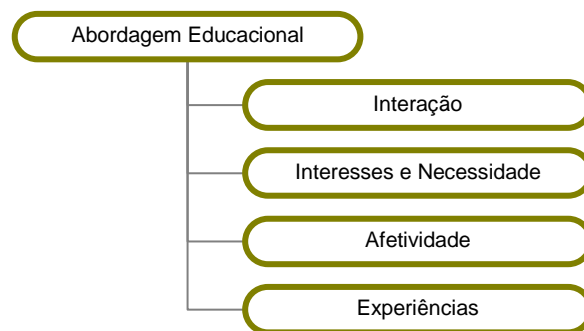 Abordagem Educacional
Interação
Interesses e Necessidade
Afetividade
Experiências